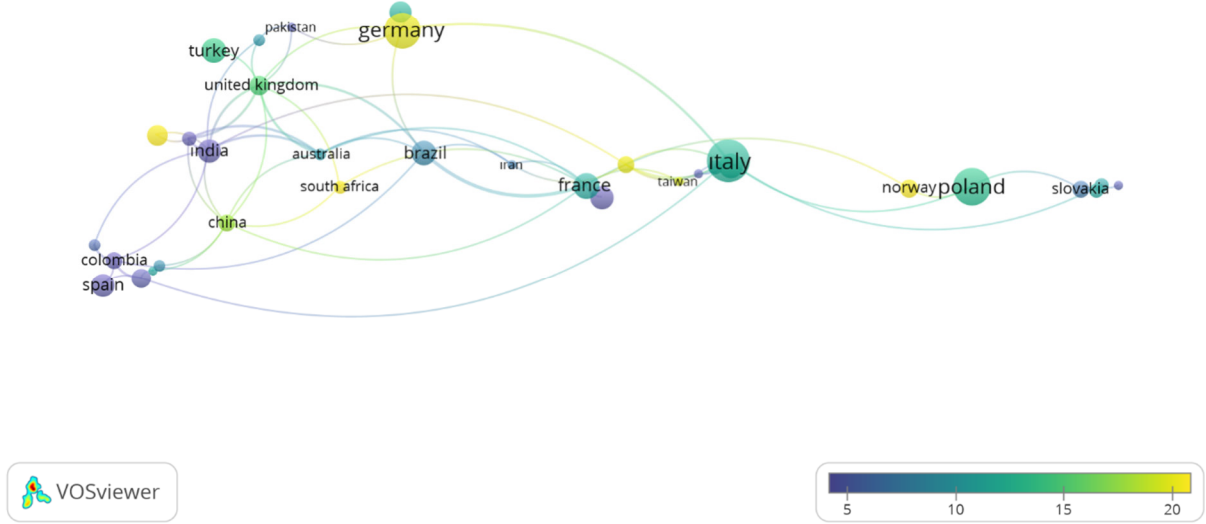 pakistan
germany
turkey
united kingdom
india
australia
brazil
iran
italy
south africa
france
taiwan
norway
poland
slovakia
china
colombia
spain
VOSviewer
5
10
15
20